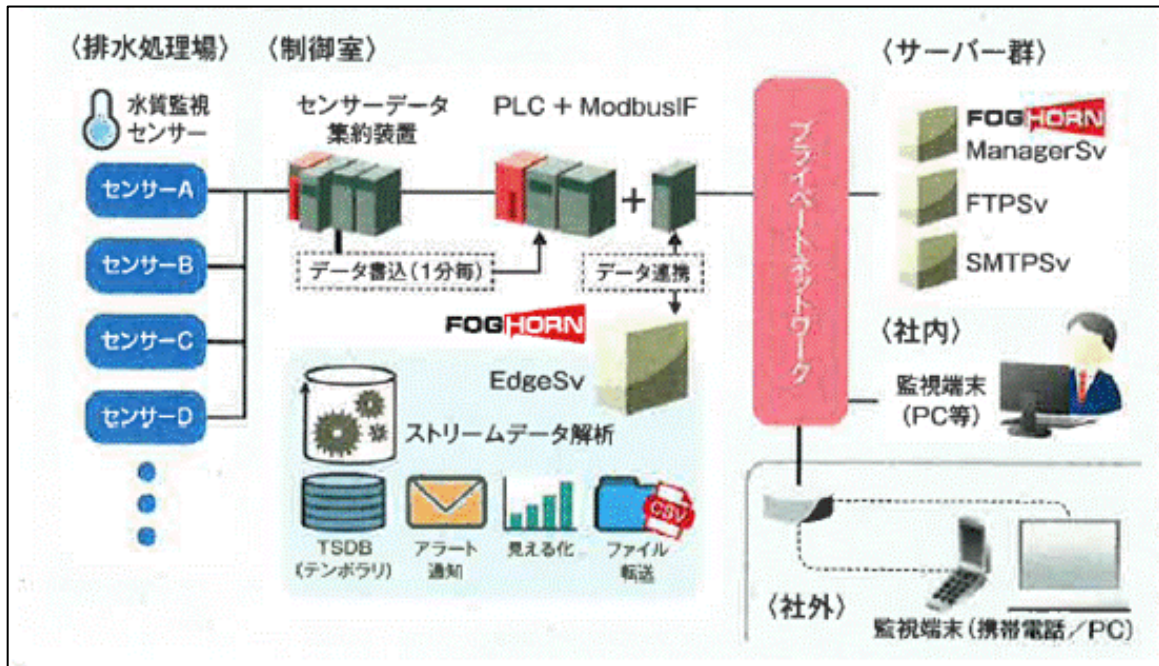 〈排水処理場〉
水質監視
センサー
センサーA
センサーB
センサーC
センサーD
〈制御室〉
センサーデータ
集約装置
PLC + ModbusIF
+
データ書込(1分毎)
データ連携
FOGHORN
EdgeSv
ストリームデータ解析
TSDB
(テンポラリ)
アラート
通知
見える化
CSV
ファイル
転送
プライベートネットワーク
〈サーバー群〉
FOGHORN
ManagerSv
FTPSv
SMTPSv
〈社内〉
監視端末
(PC等)
〈社外〉
監視端末(携帯電話/PC)